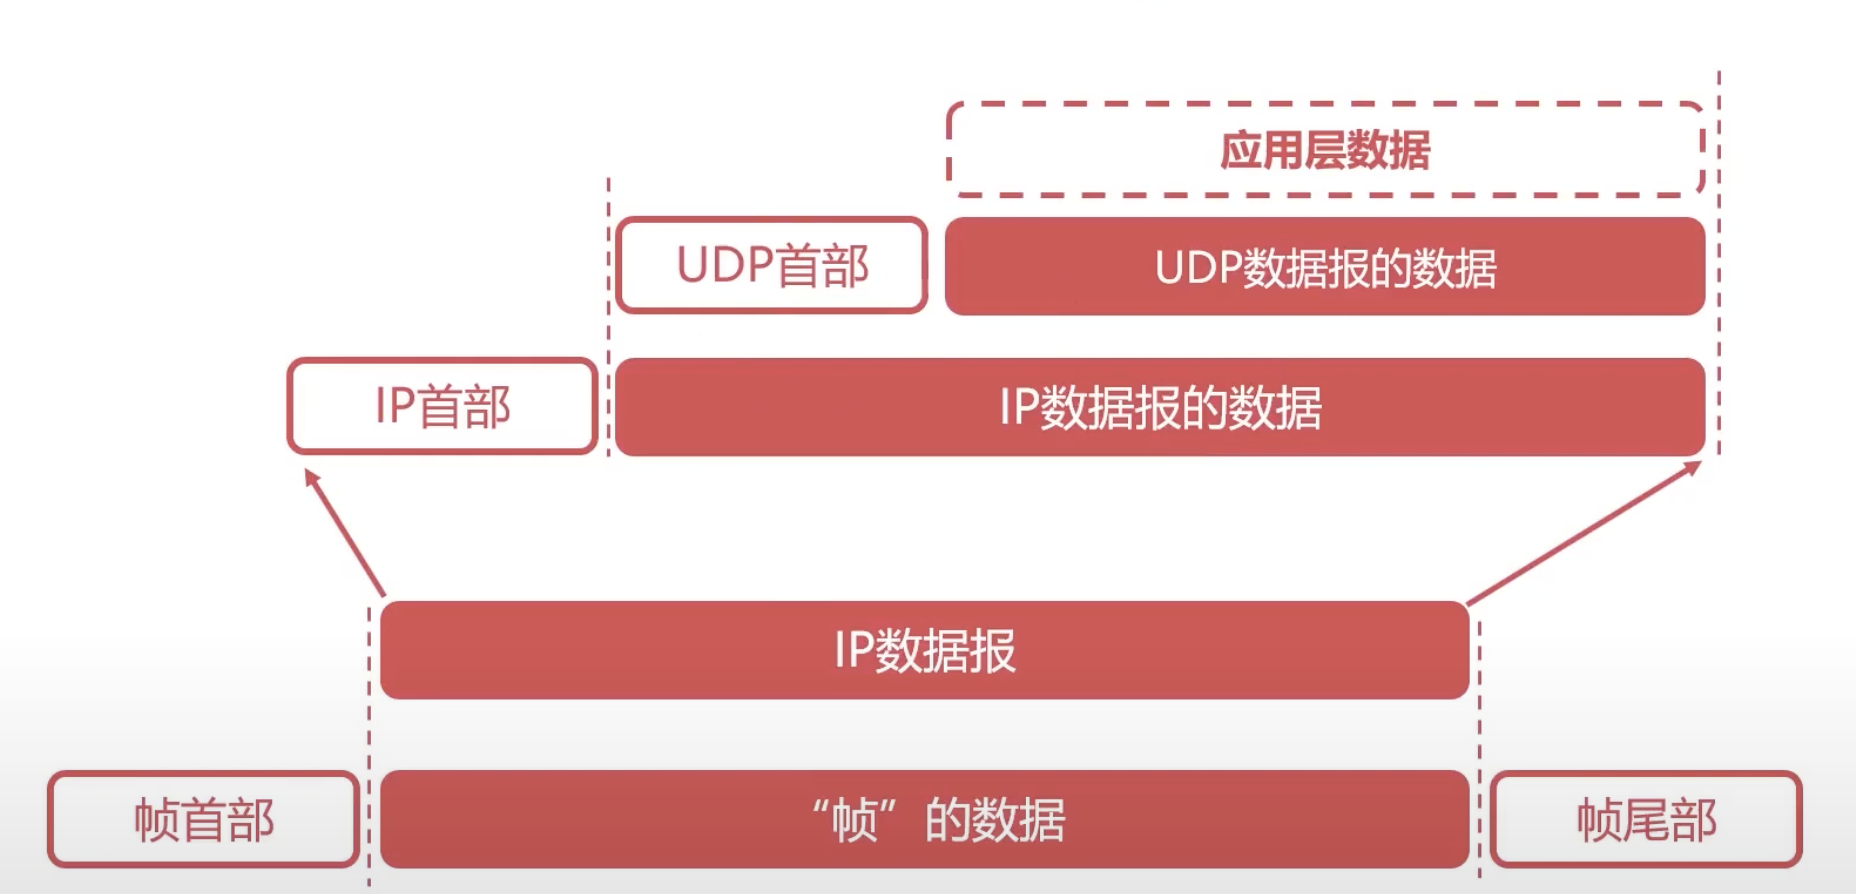 应用层数据
UDP首部
UDP数据报的数据
IP首部
IP数据报的数据
IP数据报
帧首部
“帧”的数据
帧尾部